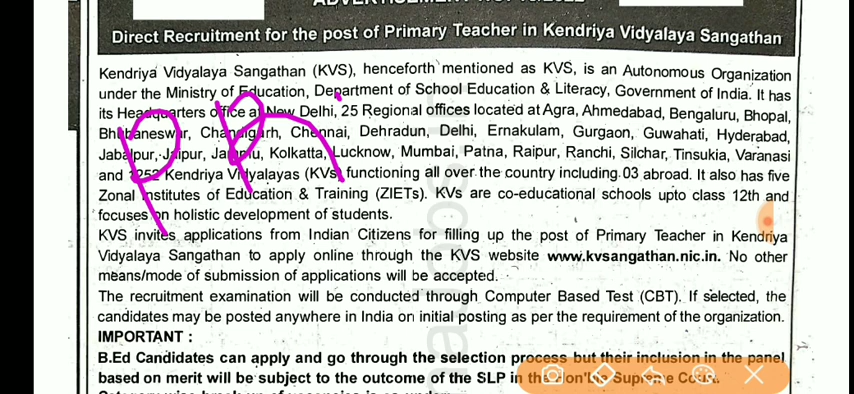 Direct Recruitment for the post of Primary Teacher in Kendriya Vidyalaya Sangathan
Kendriya Vidyalaya Sangathan (KVS), henceforth mentioned as KVS, is an Autonomous Organization
under the Ministry of Education, Department of School Education & Literacy, Government of India. It has
its Headquarters office at New Delhi, 25 Regional offices located at Agra, Ahmedabad, Bengaluru, Bhopal,
Bhubaneswar, Chandigarh, Chennai, Dehradun, Delhi, Ernakulam, Gurgaon, Guwahati, Hyderabad,
Jabalpur, Jaipur, Jammu, Kolkatta, Lucknow, Mumbai, Patna, Raipur, Ranchi, Silchar, Tinsukia, Varanasi
and 1252 Kendriya Vidyalayas (KVs) functioning all over the country including 03 abroad. It also has five
Zonal Institutes of Education & Training (ZIETs). KVs are co-educational schools upto class 12th and
focuses on holistic development of students.
KVS invites applications from Indian Citizens for filling up the post of Primary Teacher in Kendriya
Vidyalaya Sangathan to apply online through the KVS website www.kvsangathan.nic.in. No other
means/mode of submission of applications will be accepted.
The recruitment examination will be conducted through Computer Based Test (CBT). If selected, the
candidates may be posted anywhere in India on initial posting as per the requirement of the organization.
IMPORTANT :
B.Ed Candidates can apply and go through the selection process but their inclusion in the panel
based on merit will be subject to the outcome of the SLP in the Hon'ble Supreme Court.